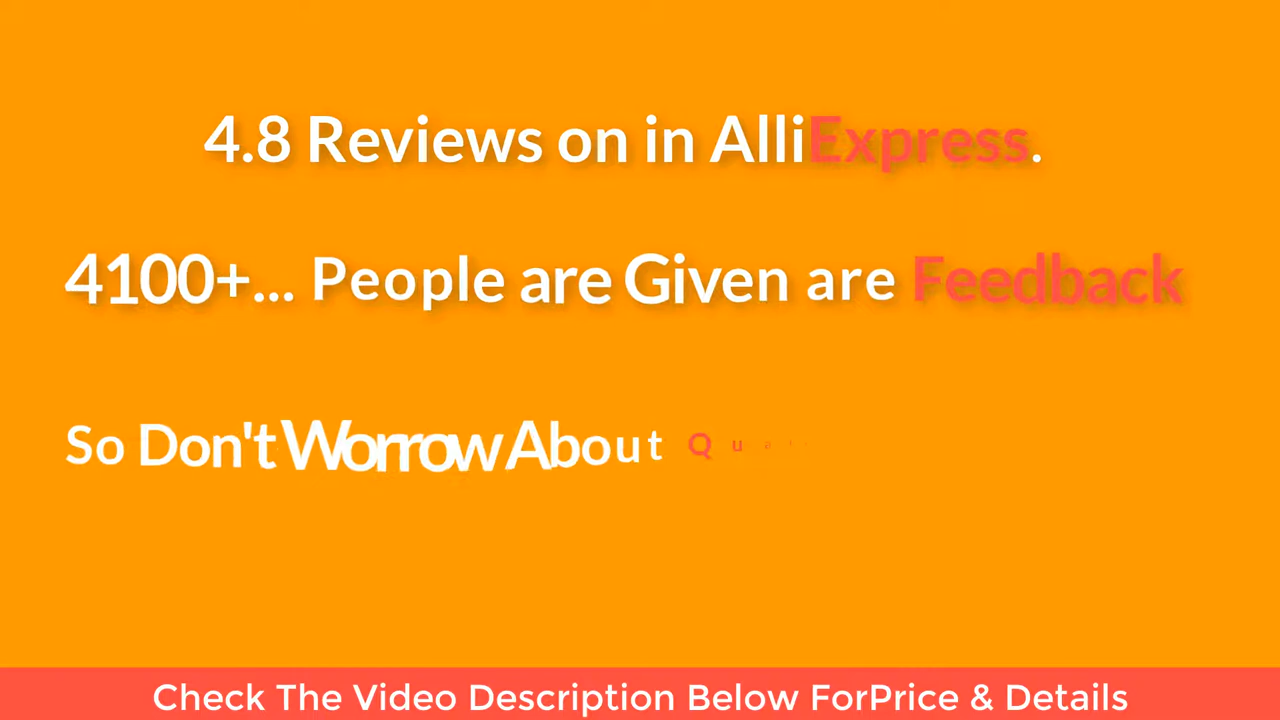 4.8 Reviews on in AlliExpress.
4100+... People are Given are Feedback
So Don't Worrow About
Check The Video Description Below ForPrice & Details